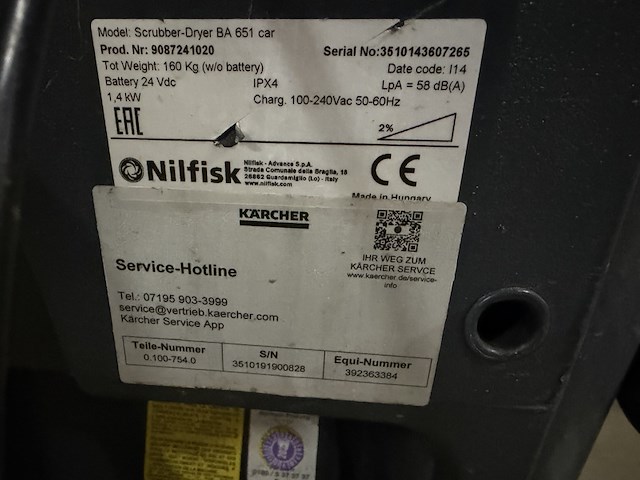 Model: Scrubber-Dryer BA 651 car
Prod. Nr: 9087241020 Serial No:3510143607265
Tot Weight: 160 Kg (w/o battery) Date code: I14
Battery 24 Vdc IPX4 LpA = 58 dB(A)
1,4 kW Charg. 100-240Vac 50-60Hz
EAC 2%
Nilfisk
Nilfisk - Advance S.p.A.
Strada Comunale della Braglia, 18
26862 Guardamiglio (Lo) - Italy
www.nilfisk.com
CE
Made in Hungary
KÄRCHER
IHR WEG ZUM
KÄRCHER SERVCE
www.kaercher.de/service-
info
Service-Hotline
Tel.: 07195 903-3999
service@vertrieb.kaercher.com
Kärcher Service App
Teile-Nummer S/N Equi-Nummer
0.100-754.0 3510191900828 392363384